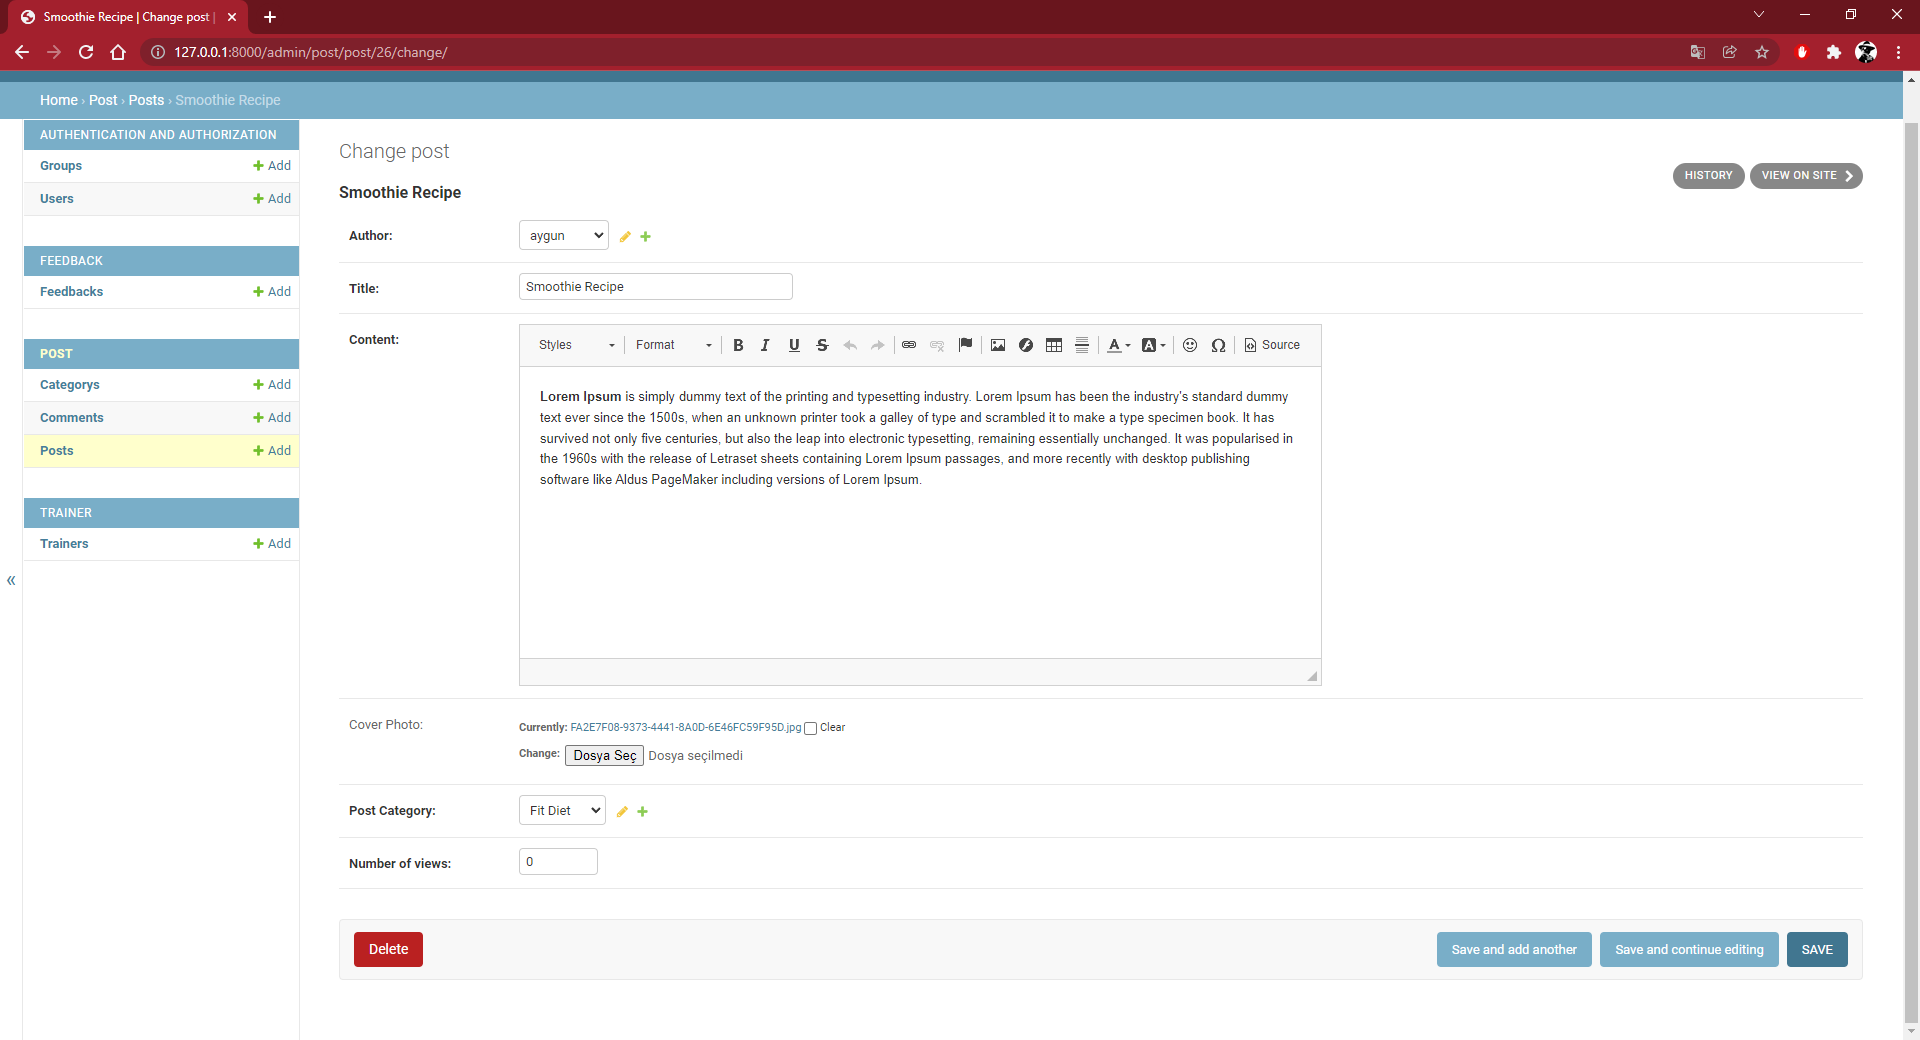 Smoothie Recipe | Change post |
127.0.0.1:8000/admin/post/post/26/change/
Home › Post › Posts › Smoothie Recipe
AUTHENTICATION AND AUTHORIZATION
Groups Add
Users Add
FEEDBACK
Feedbacks Add
POST
Categorys Add
Comments Add
Posts Add
TRAINER
Trainers Add
«
Change post
HISTORY VIEW ON SITE
Smoothie Recipe
Author: aygun
Title: Smoothie Recipe
Content:
Styles Format B I U S A A Ω Source
Lorem Ipsum is simply dummy text of the printing and typesetting industry. Lorem Ipsum has been the industry's standard dummy
text ever since the 1500s, when an unknown printer took a galley of type and scrambled it to make a type specimen book. It has
survived not only five centuries, but also the leap into electronic typesetting, remaining essentially unchanged. It was popularised in
the 1960s with the release of Letraset sheets containing Lorem Ipsum passages, and more recently with desktop publishing
software like Aldus PageMaker including versions of Lorem Ipsum.
Cover Photo: Currently: FA2E7F08-9373-4441-8A0D-6E46FC59F95D.jpg Clear
Change: Dosya Seç Dosya seçilmedi
Post Category: Fit Diet
Number of views: 0
Delete Save and add another Save and continue editing SAVE